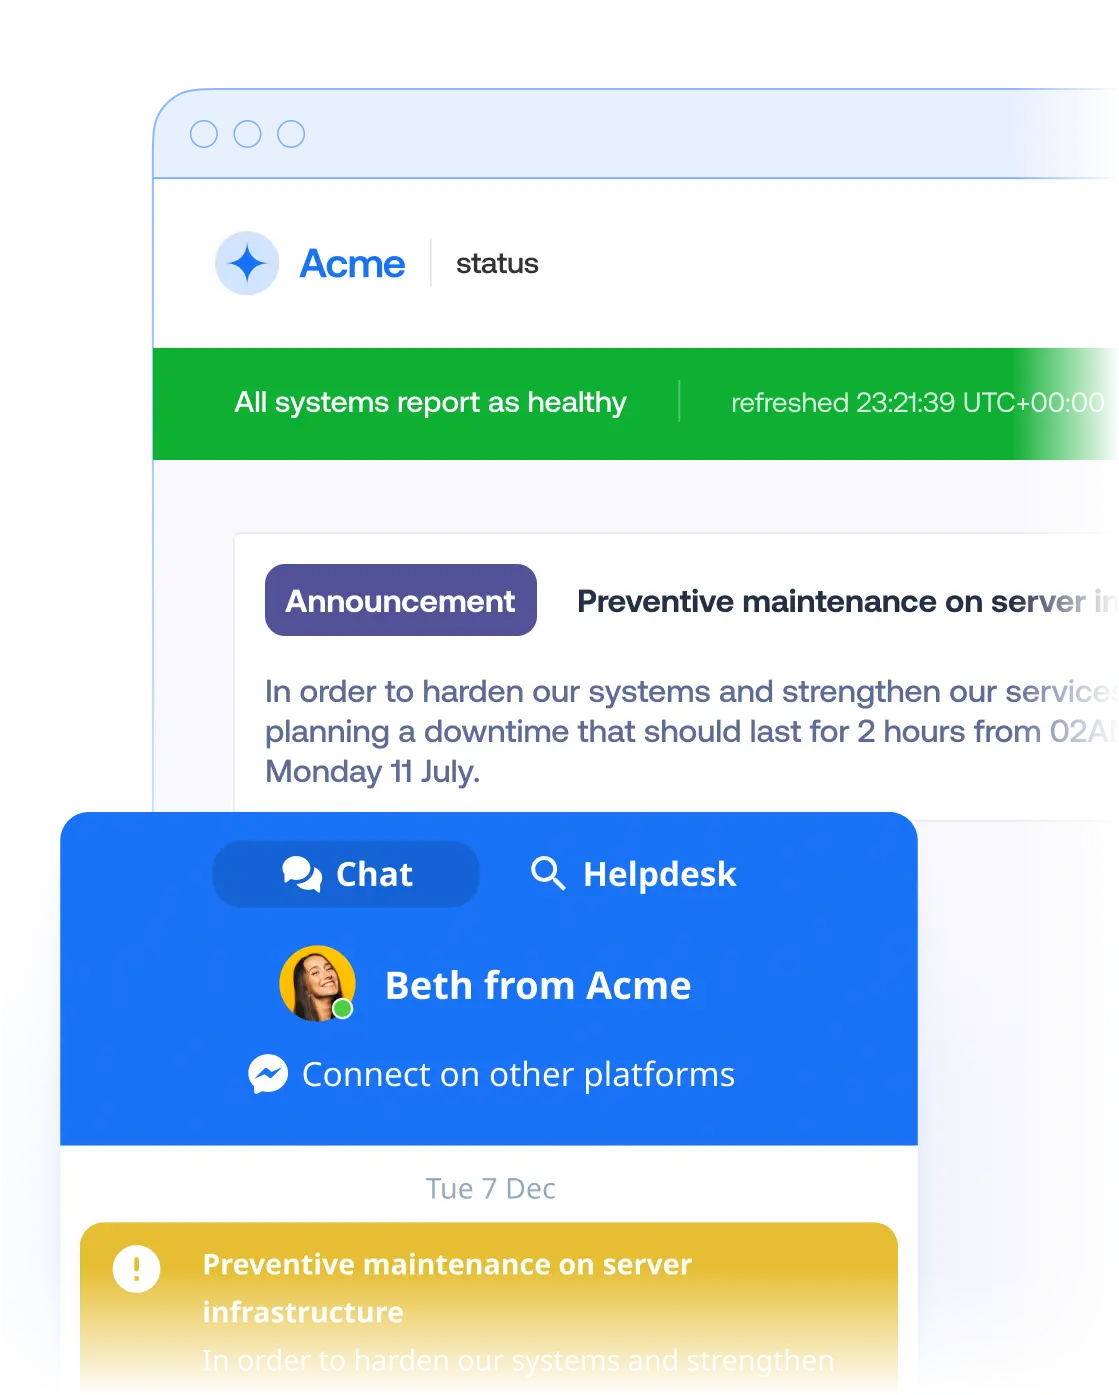 Acme
status
All systems report as healthy
refreshed 23:21:39 UTC+00:00
Announcement
Preventive maintenance on server
In order to harden our systems and strengthen our services
planning a downtime that should last for 2 hours from
Monday 11 July.
Chat
Helpdesk
Beth from Acme
Connect on other platforms
Tue 7 Dec
Preventive maintenance on server
infrastructure
In order to harden our systems and strengthen